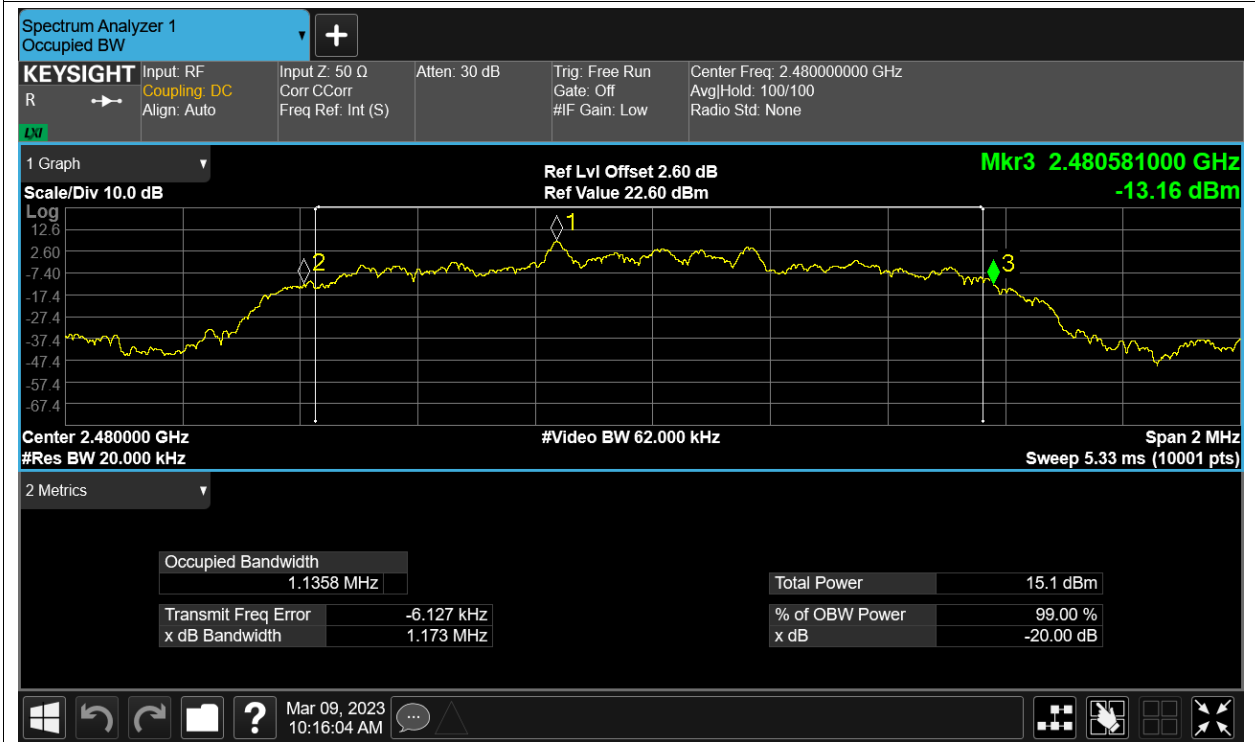 Spectrum Analyzer 1
Occupied BW
+
KEYSIGHT
R
LXI
Input: RF
Coupling: DC
Align: Auto
Input Z: 50 Ω
Corr CCorr
Freq Ref: Int (S)
Atten: 30 dB
Trig: Free Run
Gate: Off
#IF Gain: Low
Center Freq: 2.480000000 GHz
Avg|Hold: 100/100
Radio Std: None
1 Graph
Scale/Div 10.0 dB
Ref Lvl Offset 2.60 dB
Ref Value 22.60 dBm
Mkr3 2.480581000 GHz
-13.16 dBm
Log
12.6
2.60
-7.40
-17.4
-27.4
-37.4
-47.4
-57.4
-67.4
1
2
3
Center 2.480000 GHz
#Res BW 20.000 kHz
#Video BW 62.000 kHz
Span 2 MHz
Sweep 5.33 ms (10001 pts)
2 Metrics
Occupied Bandwidth
1.1358 MHz
Transmit Freq Error -6.127 kHz
x dB Bandwidth 1.173 MHz
Total Power 15.1 dBm
% of OBW Power 99.00 %
x dB -20.00 dB
?
Mar 09, 2023
10:16:04 AM